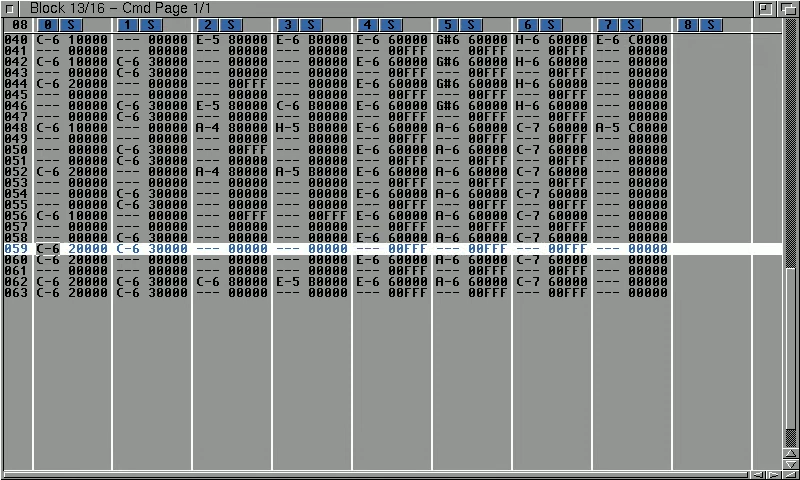 Block 13/16 – Cmd Page 1/1
08 0 S 1 S 2 S 3 S 4 S 5 S 6 S 7 S 8 S
040 C-6 10000 --- 00000 E-5 80000 E-6 B0000 E-6 60000 G#6 60000 H-6 60000 E-6 C0000
041 --- 00000 --- 00000 --- 00000 --- 00000 --- 00FFF --- 00FFF --- 00FFF --- 00000
042 C-6 10000 C-6 30000 --- 00000 --- 00000 E-6 60000 G#6 60000 H-6 60000 --- 00000
043 --- 00000 C-6 30000 --- 00000 --- 00000 --- 00FFF --- 00FFF --- 00FFF --- 00000
044 C-6 20000 --- 00000 --- 00FFF --- 00000 E-6 60000 G#6 60000 H-6 60000 --- 00000
045 --- 00000 --- 00000 --- 00000 --- 00000 --- 00FFF --- 00FFF --- 00FFF --- 00000
046 --- 00000 C-6 30000 E-5 80000 C-6 B0000 E-6 60000 G#6 60000 H-6 60000 --- 00000
047 --- 00000 C-6 30000 --- 00000 --- 00000 --- 00FFF --- 00FFF --- 00FFF --- 00000
048 C-6 10000 --- 00000 A-4 80000 H-5 B0000 E-6 60000 A-6 60000 C-7 60000 A-5 C0000
049 --- 00000 --- 00000 --- 00000 --- 00000 --- 00FFF --- 00FFF --- 00FFF --- 00000
050 --- 00000 C-6 30000 --- 00FFF --- 00000 E-6 60000 A-6 60000 C-7 60000 --- 00000
051 --- 00000 C-6 30000 --- 00000 --- 00000 --- 00FFF --- 00FFF --- 00FFF --- 00000
052 C-6 20000 --- 00000 A-4 80000 A-5 B0000 E-6 60000 A-6 60000 C-7 60000 --- 00000
053 --- 00000 --- 00000 --- 00000 --- 00000 --- 00FFF --- 00FFF --- 00FFF --- 00000
054 --- 00000 C-6 30000 --- 00000 --- 00000 E-6 60000 A-6 60000 C-7 60000 --- 00000
055 --- 00000 C-6 30000 --- 00000 --- 00000 --- 00FFF --- 00FFF --- 00FFF --- 00000
056 C-6 10000 --- 00000 --- 00FFF --- 00FFF E-6 60000 A-6 60000 C-7 60000 --- 00000
057 --- 00000 --- 00000 --- 00000 --- 00000 --- 00FFF --- 00FFF --- 00FFF --- 00000
058 --- 00000 C-6 30000 --- 00000 --- 00000 E-6 60000 A-6 60000 C-7 60000 --- 00000
059 C-6 20000 C-6 30000 --- 00000 --- 00000 --- 00FFF --- 00FFF --- 00FFF --- 00000
060 C-6 20000 --- 00000 --- 00000 --- 00000 E-6 60000 A-6 60000 C-7 60000 --- 00000
061 --- 00000 --- 00000 --- 00000 --- 00000 --- 00FFF --- 00FFF --- 00FFF --- 00000
062 C-6 20000 C-6 30000 C-6 80000 E-5 B0000 E-6 60000 A-6 60000 C-7 60000 --- 00000
063 C-6 20000 C-6 30000 --- 00000 --- 00000 --- 00FFF --- 00FFF --- 00FFF --- 00000